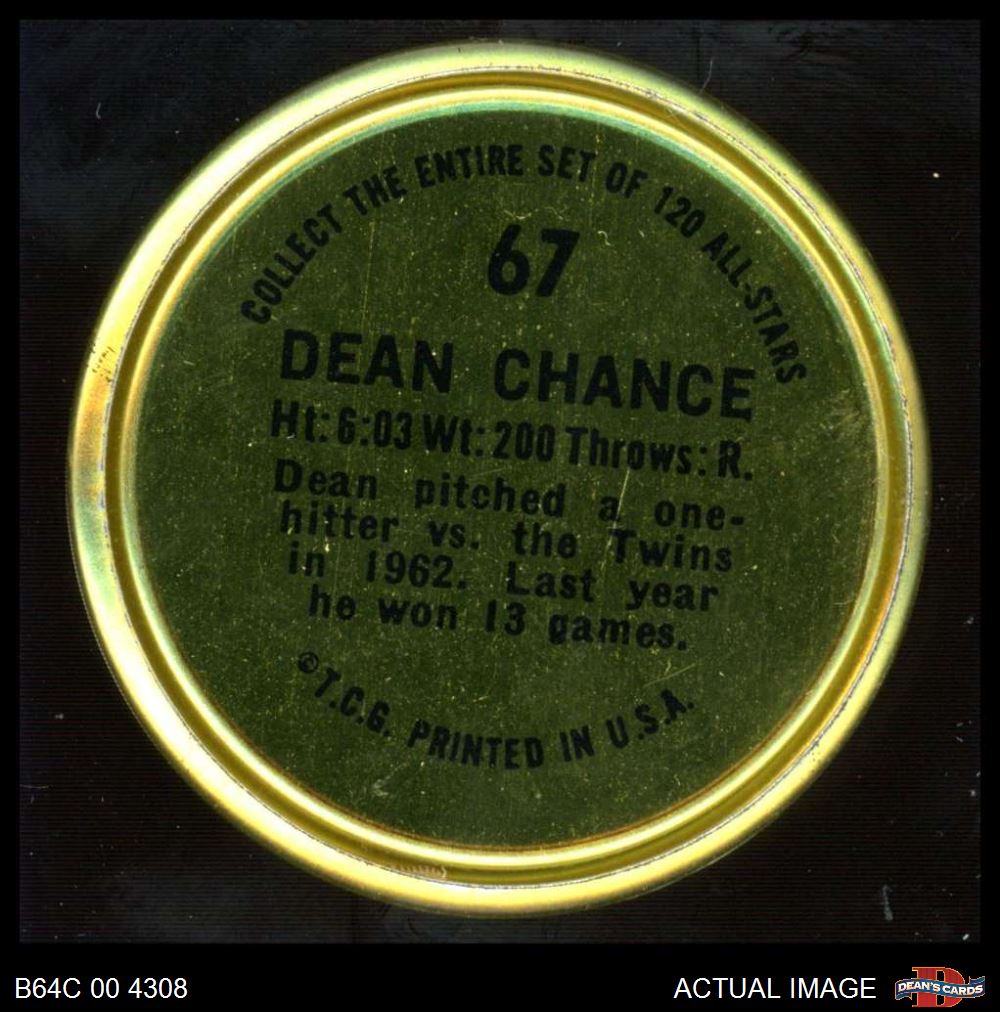 COLLECT THE ENTIRE SET OF 120 ALL-STARS
67
DEAN CHANCE
Ht: 6:03 Wt: 200 Throws: R.
Dean pitched a one-
hitter vs. the Twins
in 1962. Last year
he won 13 games.
©T.C.G. PRINTED IN U.S.A.
B64C 00 4308
ACTUAL IMAGE
D
DEAN'S CARDS